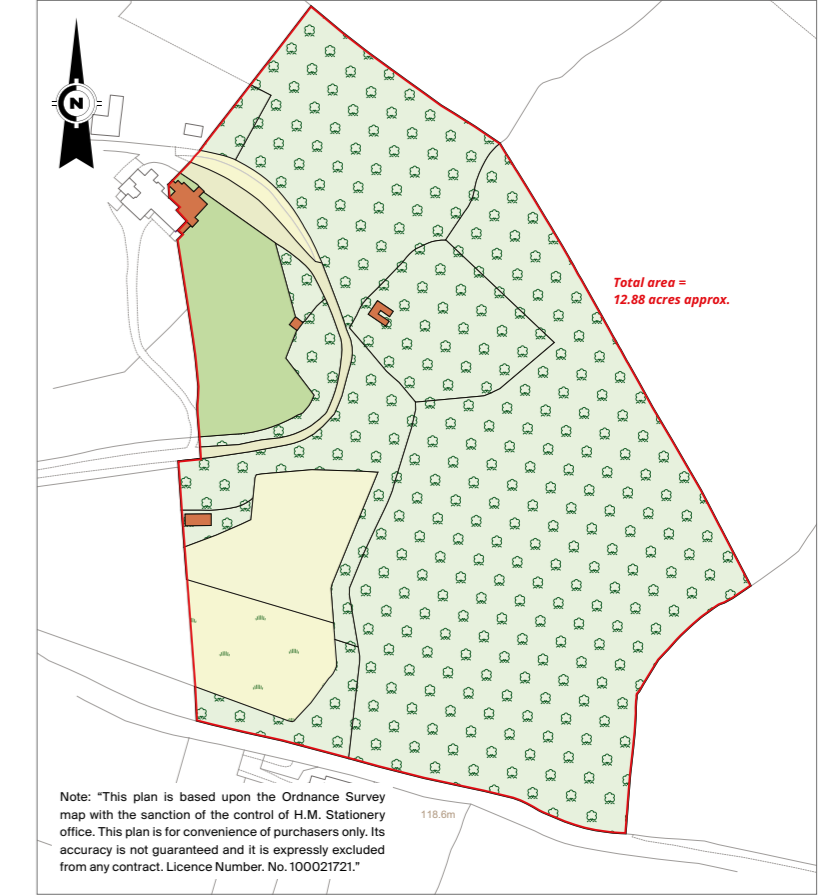 N
Total area =
12.88 acres approx.
118.6m
Note: “This plan is based upon the Ordnance Survey
map with the sanction of the control of H.M. Stationery
office. This plan is for convenience of purchasers only. Its
accuracy is not guaranteed and it is expressly excluded
from any contract. Licence Number. No. 100021721.”